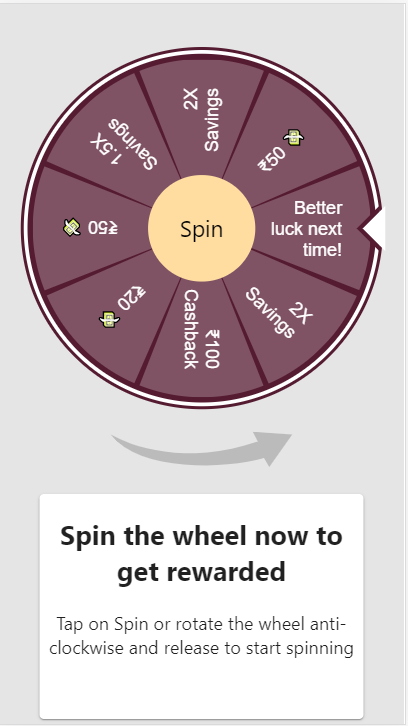 2X
Savings
₹50
Better
luck next
time!
2X
Savings
₹100
Cashback
₹20
₹50
1.5X
Savings
Spin
Spin the wheel now to
get rewarded
Tap on Spin or rotate the wheel anti-
clockwise and release to start spinning